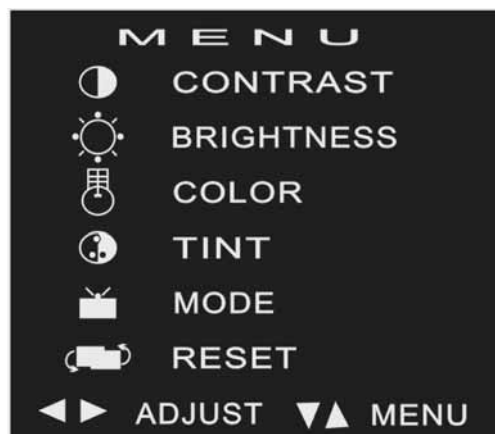 MENU
CONTRAST
BRIGHTNESS
COLOR
TINT
MODE
RESET
ADJUST MENU